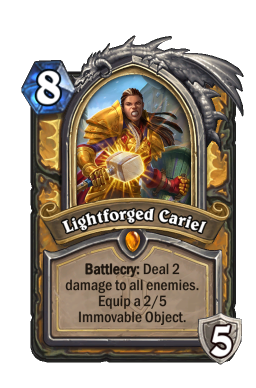 8
Lightforged Cariel
Battlecry: Deal 2
damage to all enemies.
Equip a 2/5
Immovable Object.
5